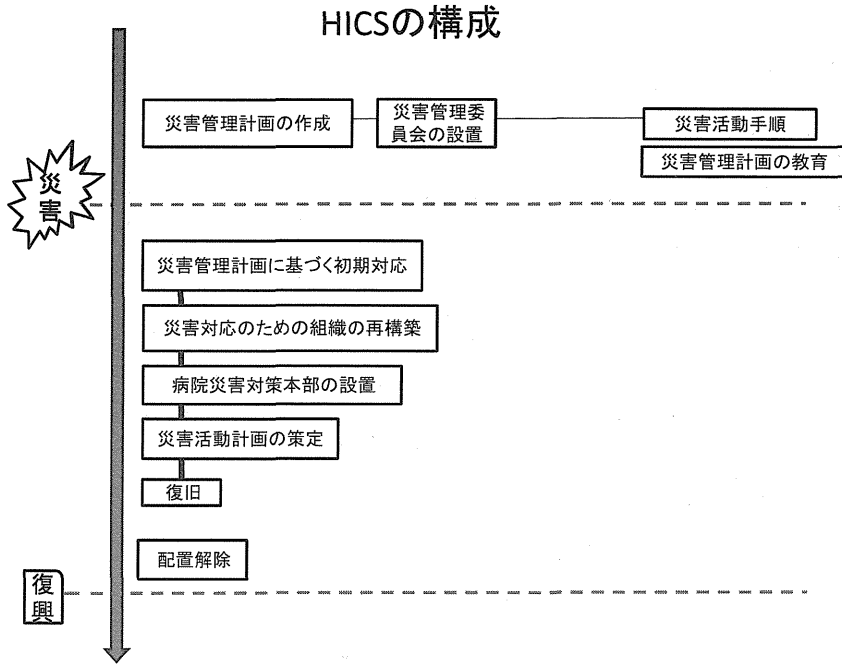 HICSの構成
災害管理計画の作成
災害管理委
員会の設置
災害活動手順
災害管理計画の教育
災
害
災害管理計画に基づく初期対応
災害対応のための組織の再構築
病院災害対策本部の設置
災害活動計画の策定
復旧
配置解除
復
興